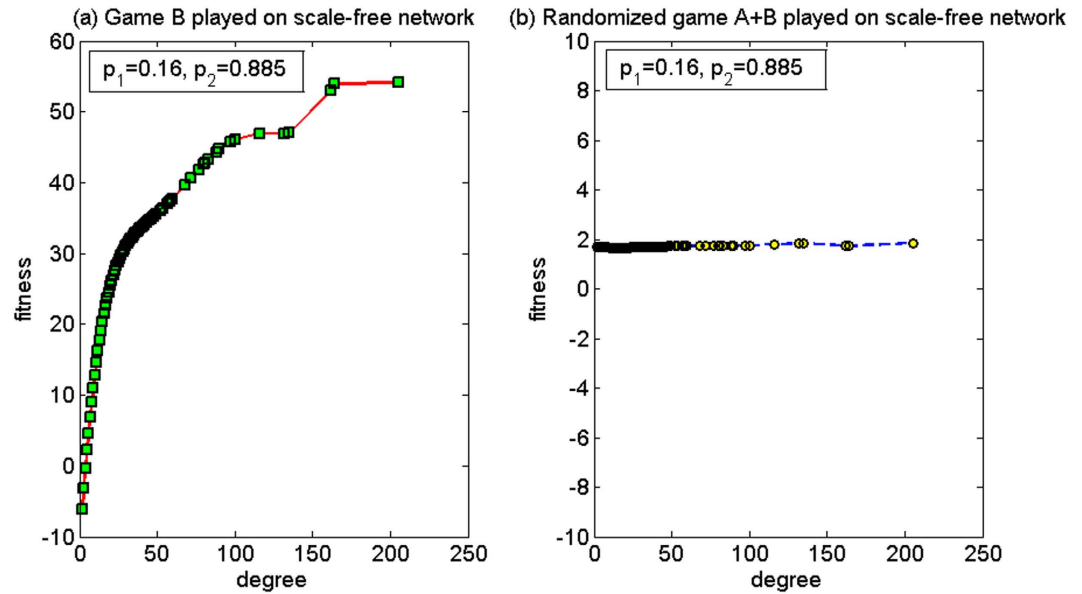 (a) Game B played on scale-free network
p₁=0.16, p₂=0.885
60
50
40
30
20
10
0
-10
fitness
0 50 100 150 200 250
degree
(b) Randomized game A+B played on scale-free network
p₁=0.16, p₂=0.885
10
8
6
4
2
0
-2
-4
-6
-8
-10
fitness
0 50 100 150 200 250
degree